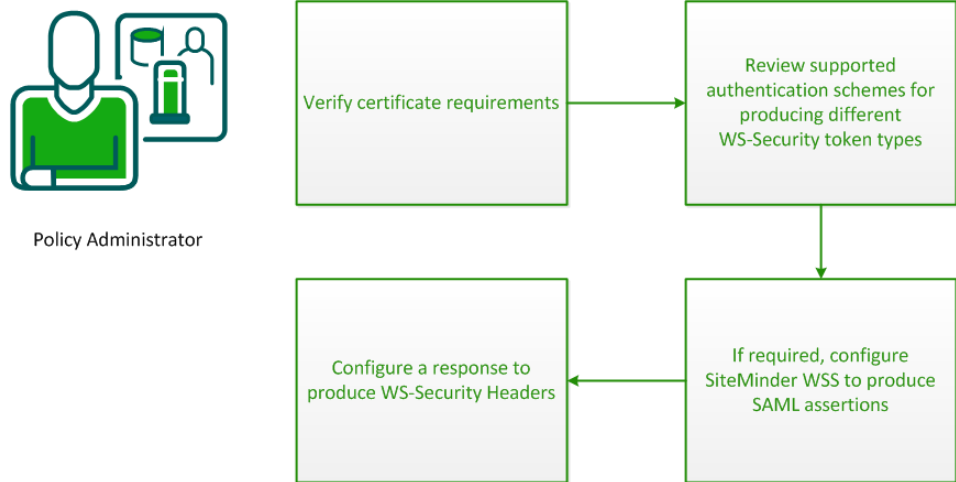 Verify certificate requirements
Review supported
authentication schemes for
producing different
WS-Security token types
Policy Administrator
Configure a response to
produce WS-Security Headers
If required, configure
SiteMinder WSS to produce
SAML assertions